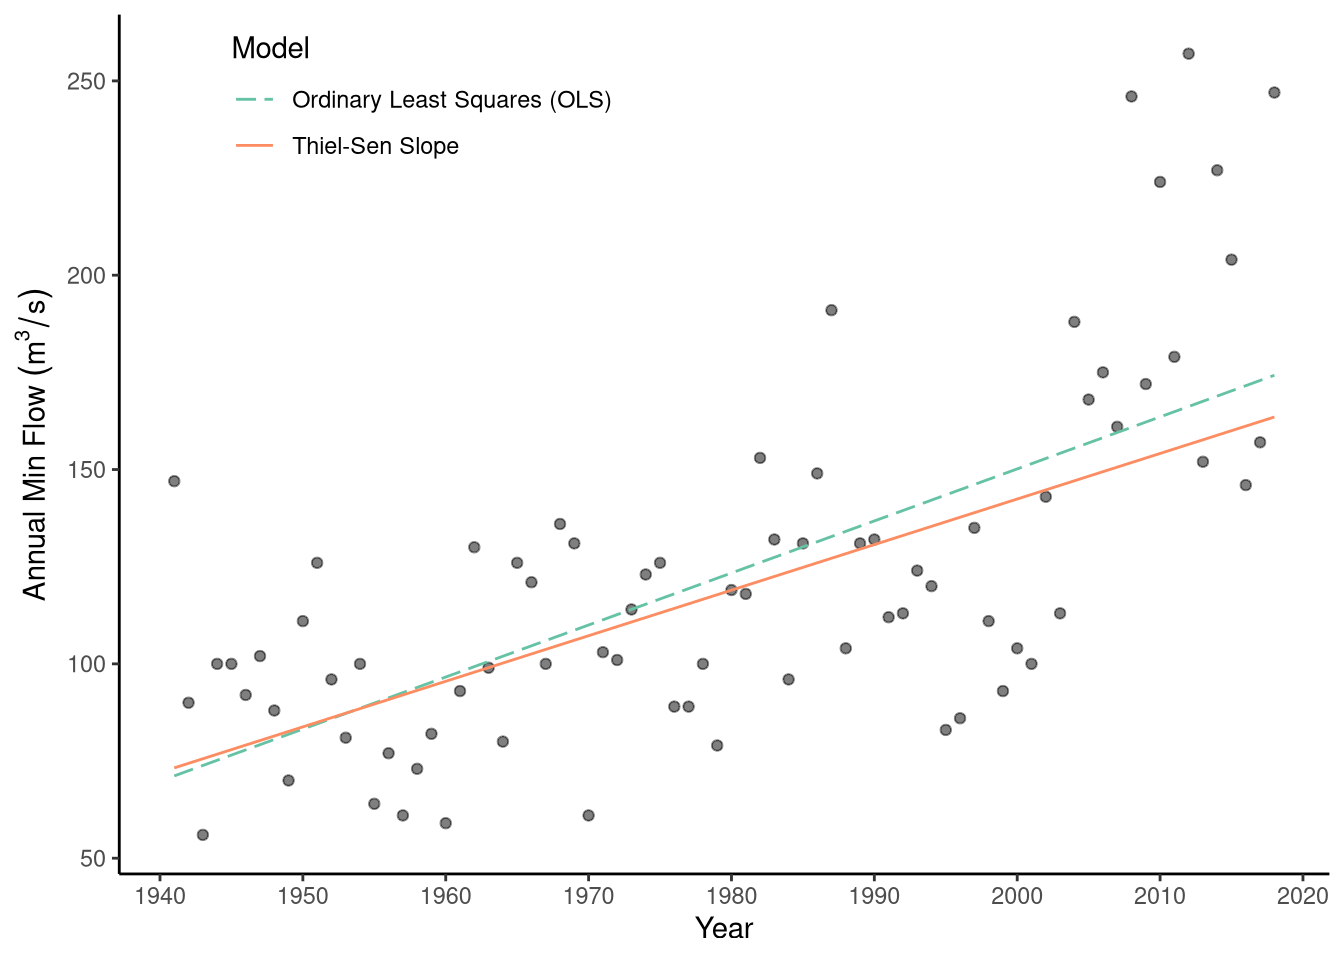 Model
Ordinary Least Squares (OLS)
Thiel-Sen Slope
Annual Min Flow (m³/s)
250
200
150
100
50
1940 1950 1960 1970 1980 1990 2000 2010 2020
Year